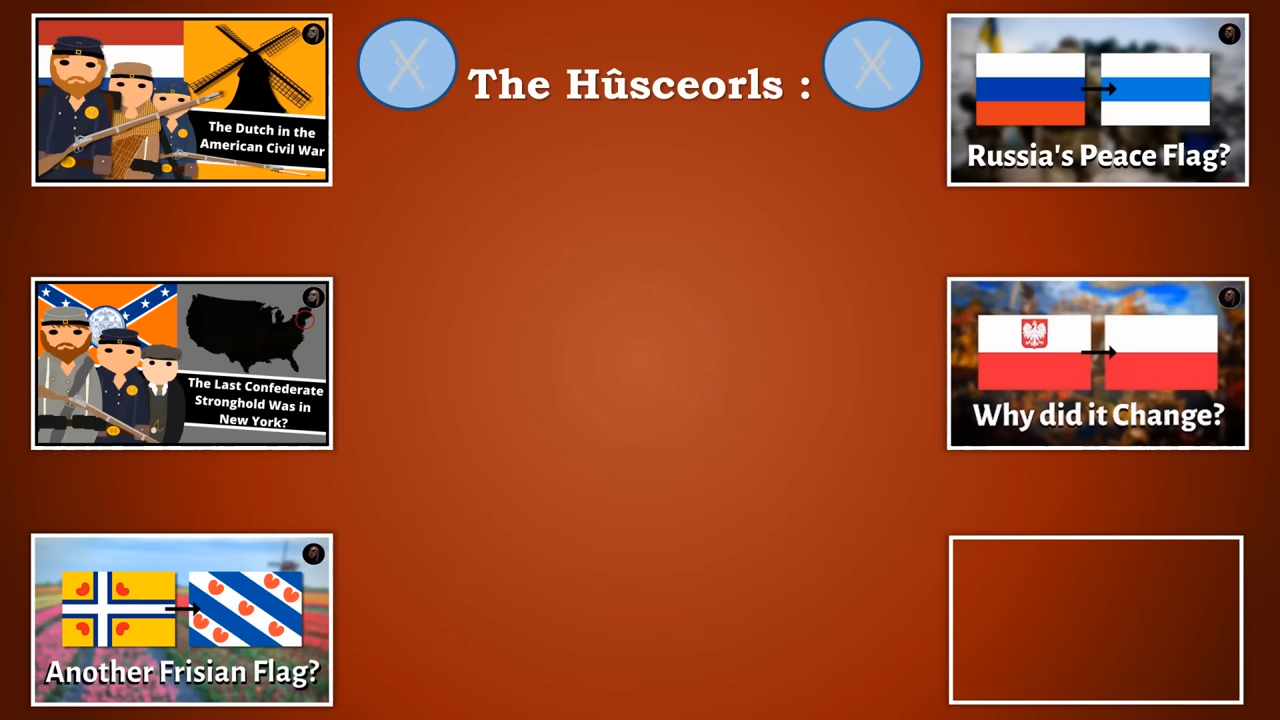 The Dutch in the
American Civil War
The Hûsceorls :
Russia's Peace Flag?
The Last Confederate
Stronghold Was in
New York?
Why did it Change?
Another Frisian Flag?